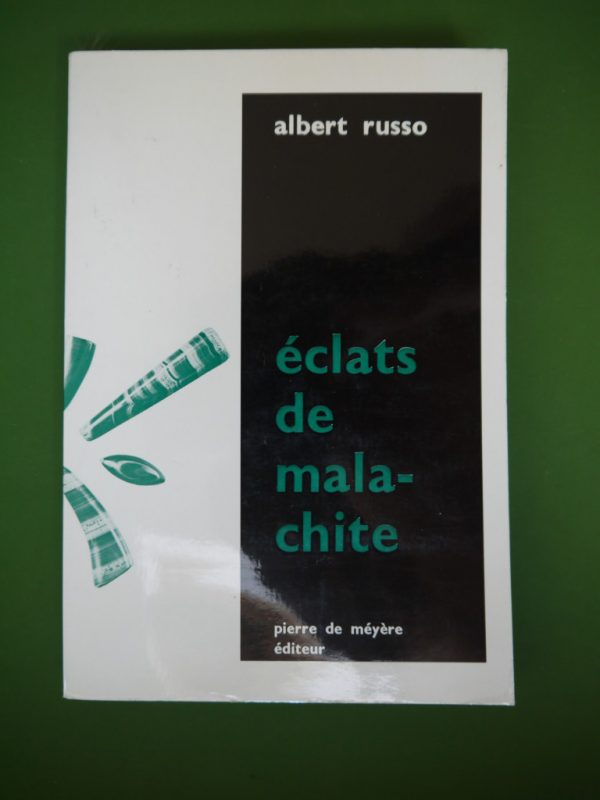 albert russo
éclats
de
mala-
chite
pierre de méyère
éditeur